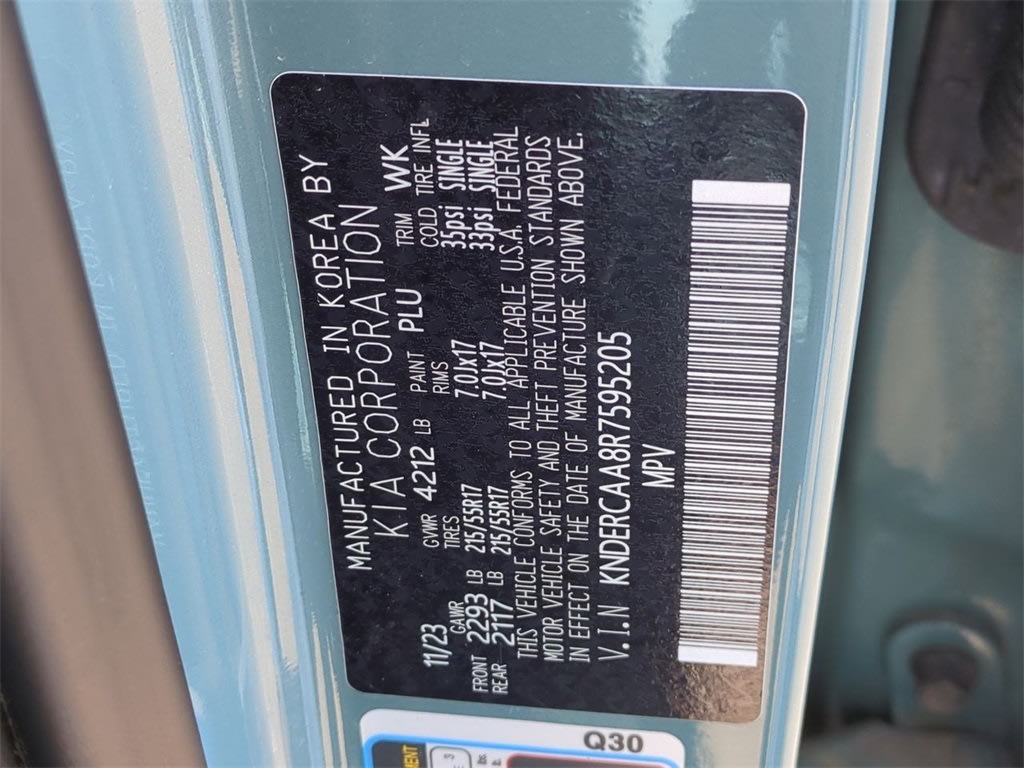 MANUFACTURED IN KOREA BY
KIA CORPORATION
11/23 GVWR 4212 LB PAINT PLU TRIM WK
GAWR TIRES RIMS COLD TIRE INFL
FRONT 2293 LB 215/55R17 7.0Jx17 35psi SINGLE
REAR 2117 LB 215/55R17 7.0Jx17 33psi SINGLE
THIS VEHICLE CONFORMS TO ALL APPLICABLE U.S.A. FEDERAL
MOTOR VEHICLE SAFETY AND THEFT PREVENTION STANDARDS
IN EFFECT ON THE DATE OF MANUFACTURE SHOWN ABOVE.
V.I.N KNDERCAA8R7595205
MPV
Q30